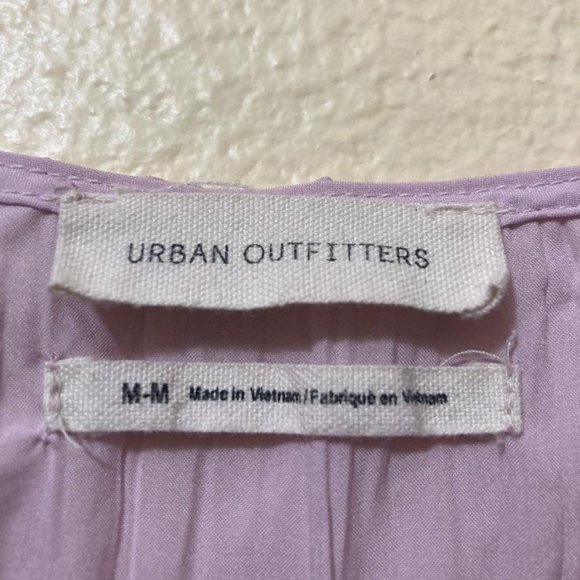 URBAN OUTFITTERS
M-M Made in Vietnam/Fabriqué en Vietnam